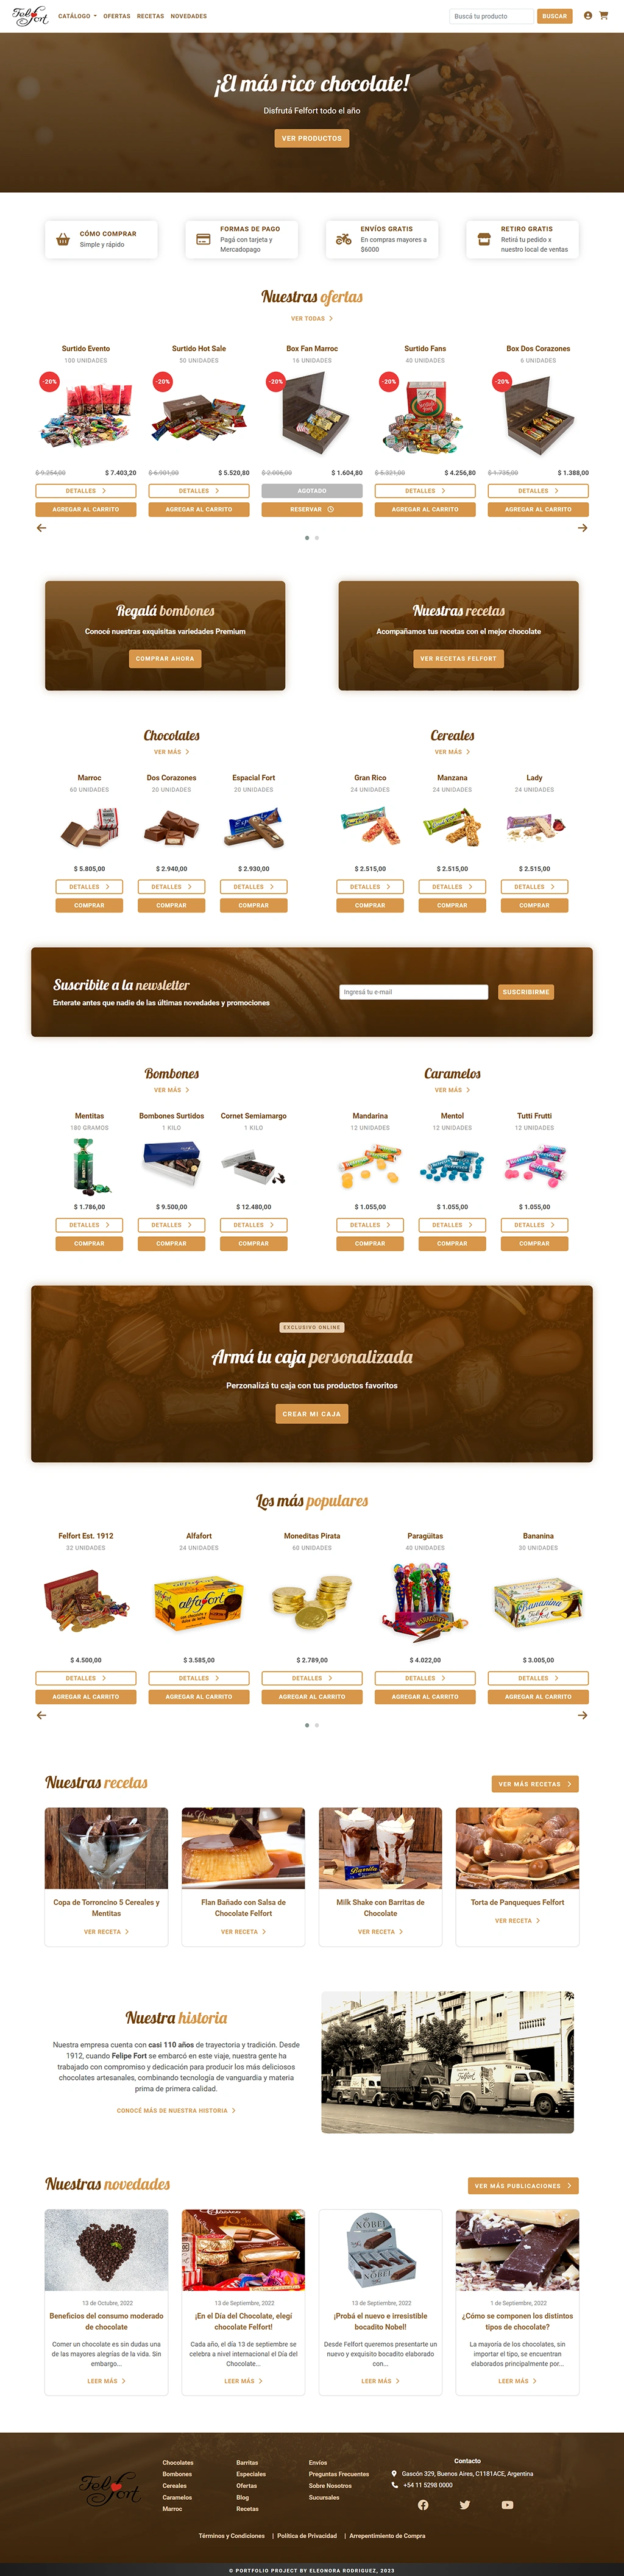 Felfort
CATÁLOGO OFERTAS RECETAS NOVEDADES
Buscá tu producto
BUSCAR
¡El más rico chocolate!
Disfrutá Felfort todo el año
VER PRODUCTOS
CÓMO COMPRAR
Simple y rápido
FORMAS DE PAGO
Pagá con tarjeta y
Mercadopago
ENVÍOS GRATIS
En compras mayores a
$6000
RETIRO GRATIS
Retirá tu pedido x
nuestro local de ventas
Nuestras ofertas
VER TODAS
Surtido Evento
100 UNIDADES
-20%
$ 9.254,00 $ 7.403,20
DETALLES
AGREGAR AL CARRITO
Surtido Hot Sale
50 UNIDADES
-20%
$ 6.901,00 $ 5.520,80
DETALLES
AGREGAR AL CARRITO
Box Fan Marroc
16 UNIDADES
-20%
$ 2.006,00 $ 1.604,80
AGOTADO
RESERVAR
Surtido Fans
40 UNIDADES
-20%
$ 5.321,00 $ 4.256,80
DETALLES
AGREGAR AL CARRITO
Box Dos Corazones
6 UNIDADES
-20%
$ 1.735,00 $ 1.388,00
DETALLES
AGREGAR AL CARRITO
Regalá bombones
Conocé nuestras exquisitas variedades Premium
COMPRAR AHORA
Nuestras recetas
Acompañamos tus recetas con el mejor chocolate
VER RECETAS FELFORT
Chocolates
VER MÁS
Marroc
60 UNIDADES
$ 5.805,00
DETALLES
COMPRAR
Dos Corazones
20 UNIDADES
$ 2.940,00
DETALLES
COMPRAR
Espacial Fort
20 UNIDADES
$ 2.930,00
DETALLES
COMPRAR
Cereales
VER MÁS
Gran Rico
24 UNIDADES
$ 2.515,00
DETALLES
COMPRAR
Manzana
24 UNIDADES
$ 2.515,00
DETALLES
COMPRAR
Lady
24 UNIDADES
$ 2.515,00
DETALLES
COMPRAR
Suscribite a la newsletter
Enterate antes que nadie de las últimas novedades y promociones
Ingresá tu e-mail
SUSCRIBIRME
Bombones
VER MÁS
Mentitas
180 GRAMOS
$ 1.786,00
DETALLES
COMPRAR
Bombones Surtidos
1 KILO
$ 9.500,00
DETALLES
COMPRAR
Cornet Semiamargo
1 KILO
$ 12.480,00
DETALLES
COMPRAR
Caramelos
VER MÁS
Mandarina
12 UNIDADES
$ 1.055,00
DETALLES
COMPRAR
Mentol
12 UNIDADES
$ 1.055,00
DETALLES
COMPRAR
Tutti Frutti
12 UNIDADES
$ 1.055,00
DETALLES
COMPRAR
EXCLUSIVO ONLINE
Armá tu caja personalizada
Perzonalizá tu caja con tus productos favoritos
CREAR MI CAJA
Los más populares
Felfort Est. 1912
32 UNIDADES
$ 4.500,00
DETALLES
AGREGAR AL CARRITO
Alfafort
24 UNIDADES
alfafort
$ 3.585,00
DETALLES
AGREGAR AL CARRITO
Moneditas Pirata
60 UNIDADES
$ 2.789,00
DETALLES
AGREGAR AL CARRITO
Paragüitas
40 UNIDADES
$ 4.022,00
DETALLES
AGREGAR AL CARRITO
Bananina
30 UNIDADES
Bananina
$ 3.005,00
DETALLES
AGREGAR AL CARRITO
Nuestras recetas
VER MÁS RECETAS
Copa de Torroncino 5 Cereales y
Mentitas
VER RECETA
Flan Bañado con Salsa de
Chocolate Felfort
VER RECETA
Milk Shake con Barritas de
Chocolate
VER RECETA
Torta de Panqueques Felfort
VER RECETA
Nuestra historia
Nuestra empresa cuenta con casi 110 años de trayectoria y tradición. Desde
1912, cuando Felipe Fort se embarcó en este viaje, nuestra gente ha
trabajado con compromiso y dedicación para producir los más deliciosos
chocolates artesanales, combinando tecnología de vanguardia y materia
prima de primera calidad.
CONOCÉ MÁS DE NUESTRA HISTORIA
Felfort
Nuestras novedades
VER MÁS PUBLICACIONES
13 de Octubre, 2022
Beneficios del consumo moderado
de chocolate
Comer un chocolate es sin dudas una
de las mayores alegrías de la vida. Sin
embargo...
LEER MÁS
70%
13 de Septiembre, 2022
¡En el Día del Chocolate, elegí
chocolate Felfort!
Cada año, el día 13 de septiembre se
celebra a nivel internacional el Día del
Chocolate...
LEER MÁS
NOBEL
NOBEL
13 de Septiembre, 2022
¡Probá el nuevo e irresistible
bocadito Nobel!
Desde Felfort queremos presentarte un
nuevo y exquisito bocadito elaborado
con...
LEER MÁS
1 de Septiembre, 2022
¿Cómo se componen los distintos
tipos de chocolate?
La mayoría de los chocolates, sin
importar el tipo, se encuentran
elaborados principalmente por...
LEER MÁS
Felfort
Chocolates
Bombones
Cereales
Caramelos
Marroc
Barritas
Especiales
Ofertas
Blog
Recetas
Envíos
Preguntas Frecuentes
Sobre Nosotros
Sucursales
Contacto
Gascón 329, Buenos Aires, C1181ACE, Argentina
+54 11 5298 0000
Términos y Condiciones | Política de Privacidad | Arrepentimiento de Compra
© PORTFOLIO PROJECT BY ELEONORA RODRIGUEZ, 2023